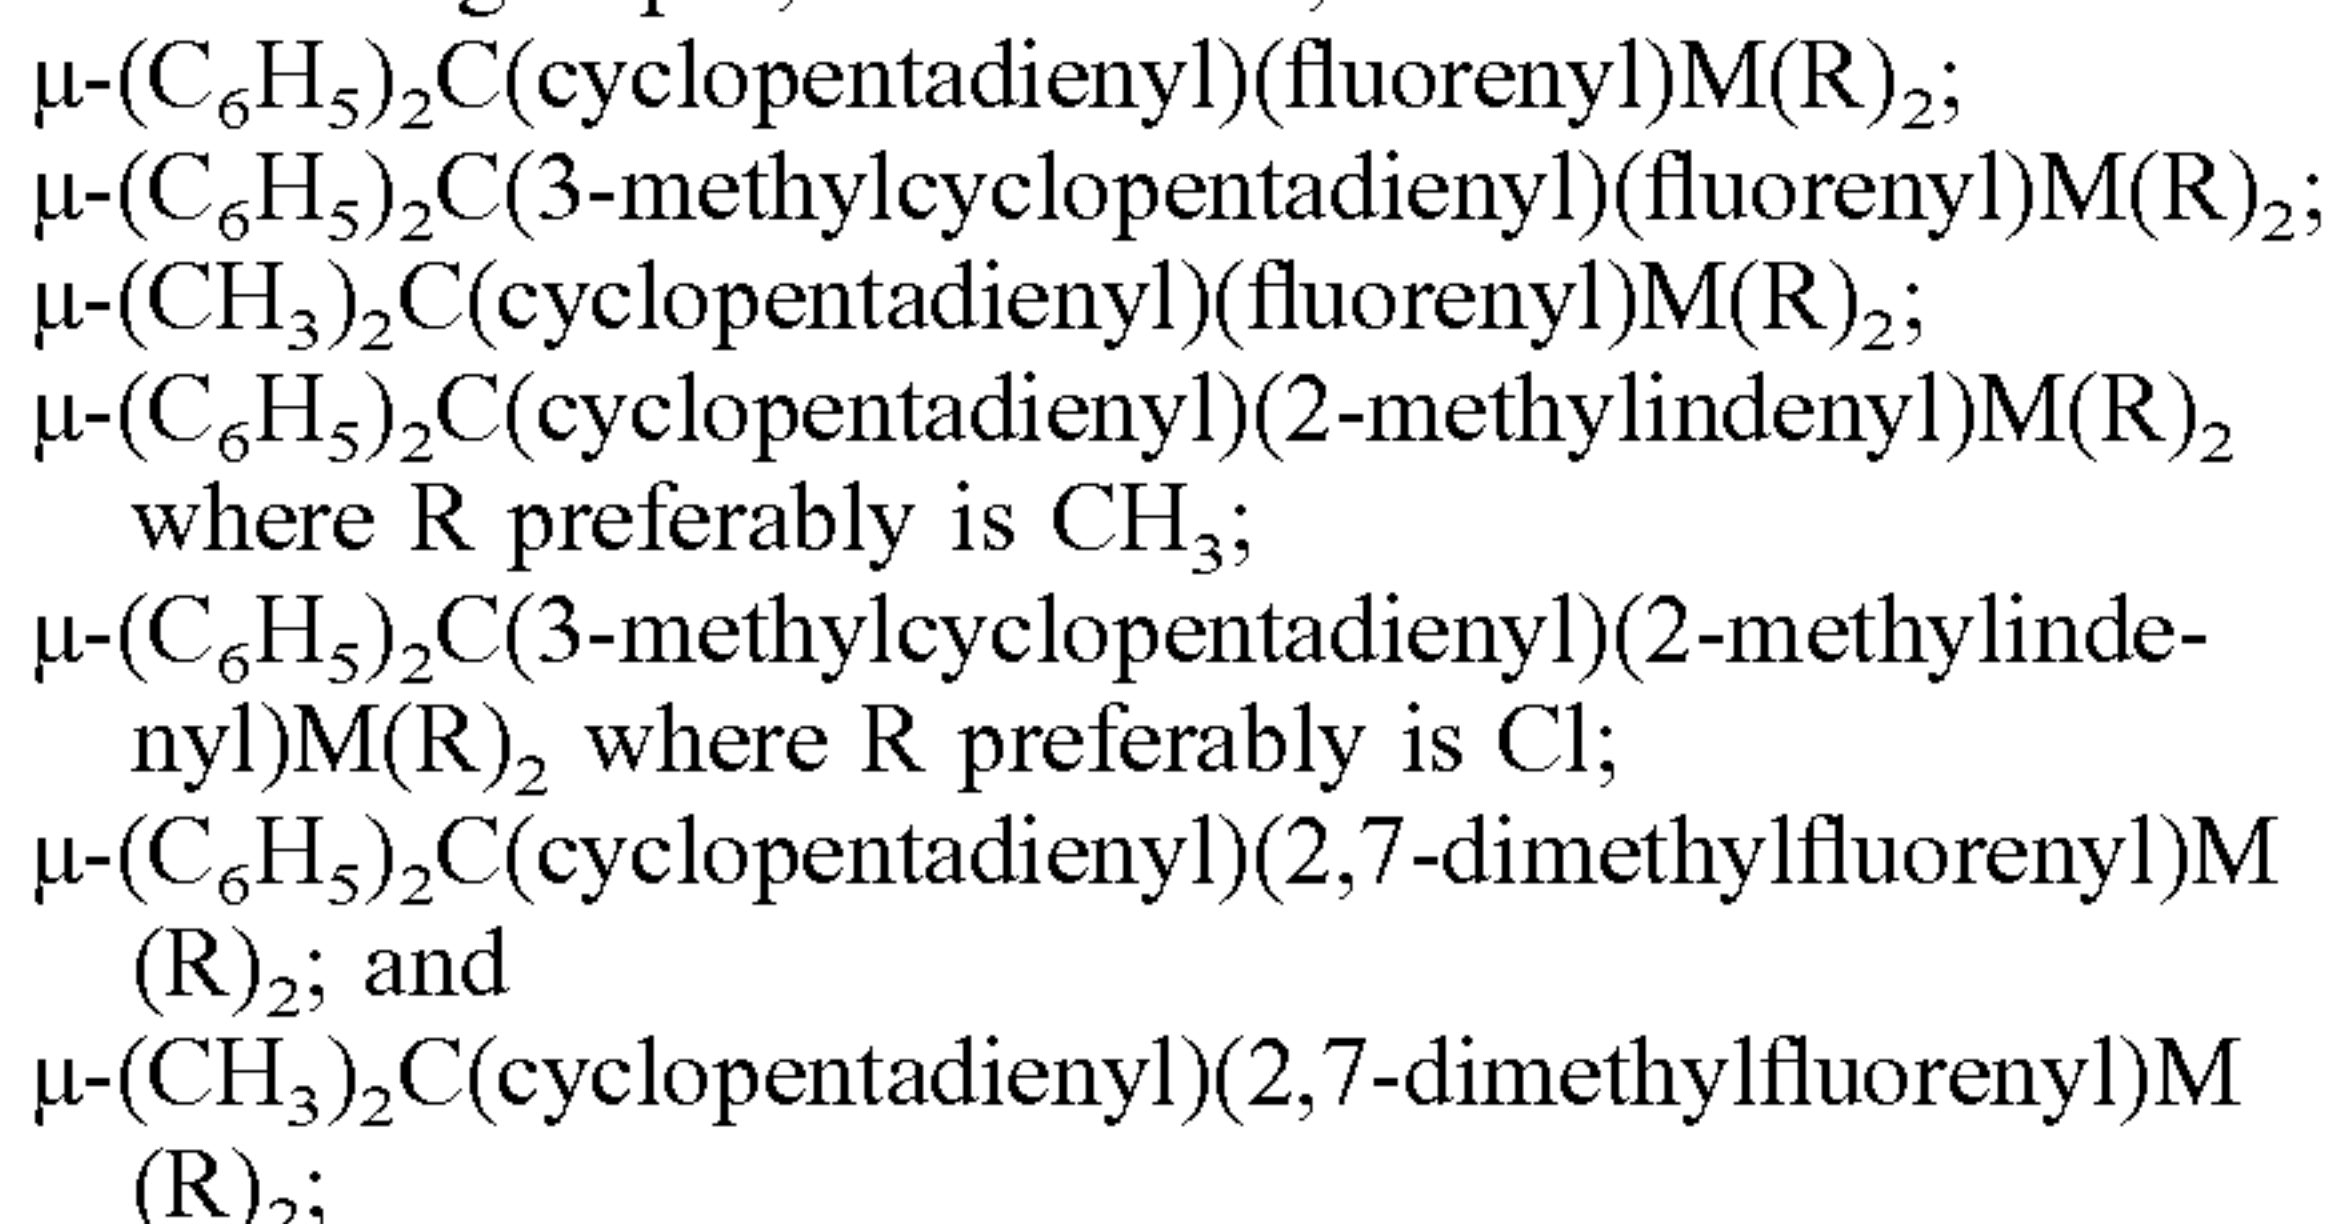 μ-(C₆H₅)₂C(cyclopentadienyl)(fluorenyl)M(R)₂;
μ-(C₆H₅)₂C(3-methylcyclopentadienyl)(fluorenyl)M(R)₂;
μ-(CH₃)₂C(cyclopentadienyl)(fluorenyl)M(R)₂;
μ-(C₆H₅)₂C(cyclopentadienyl)(2-methylindenyl)M(R)₂
where R preferably is CH₃;
μ-(C₆H₅)₂C(3-methylcyclopentadienyl)(2-methylinde-
nyl)M(R)₂ where R preferably is Cl;
μ-(C₆H₅)₂C(cyclopentadienyl)(2,7-dimethylfluorenyl)M
(R)₂; and
μ-(CH₃)₂C(cyclopentadienyl)(2,7-dimethylfluorenyl)M
(R)₂;